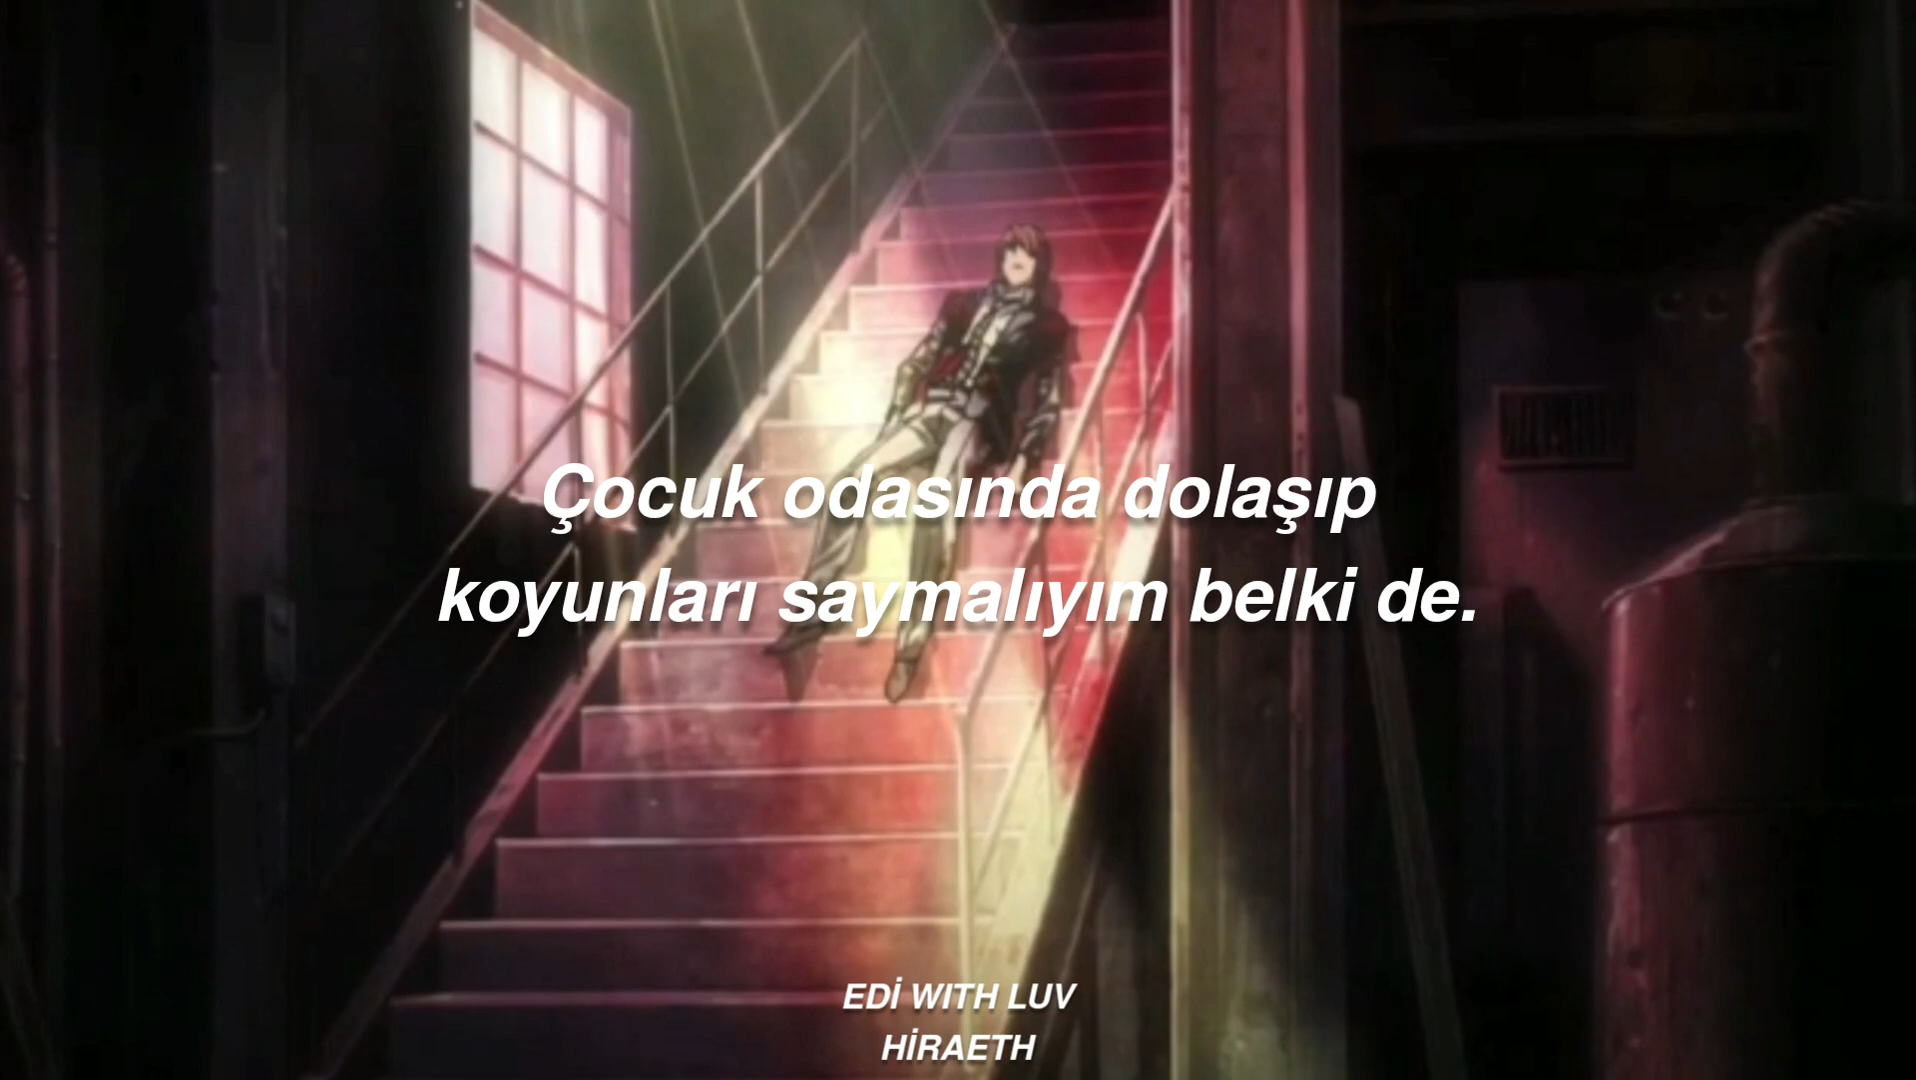 Çocuk odasında dolaşıp
koyunları saymalıyım belki de.
EDİ WITH LUV
HİRAETH